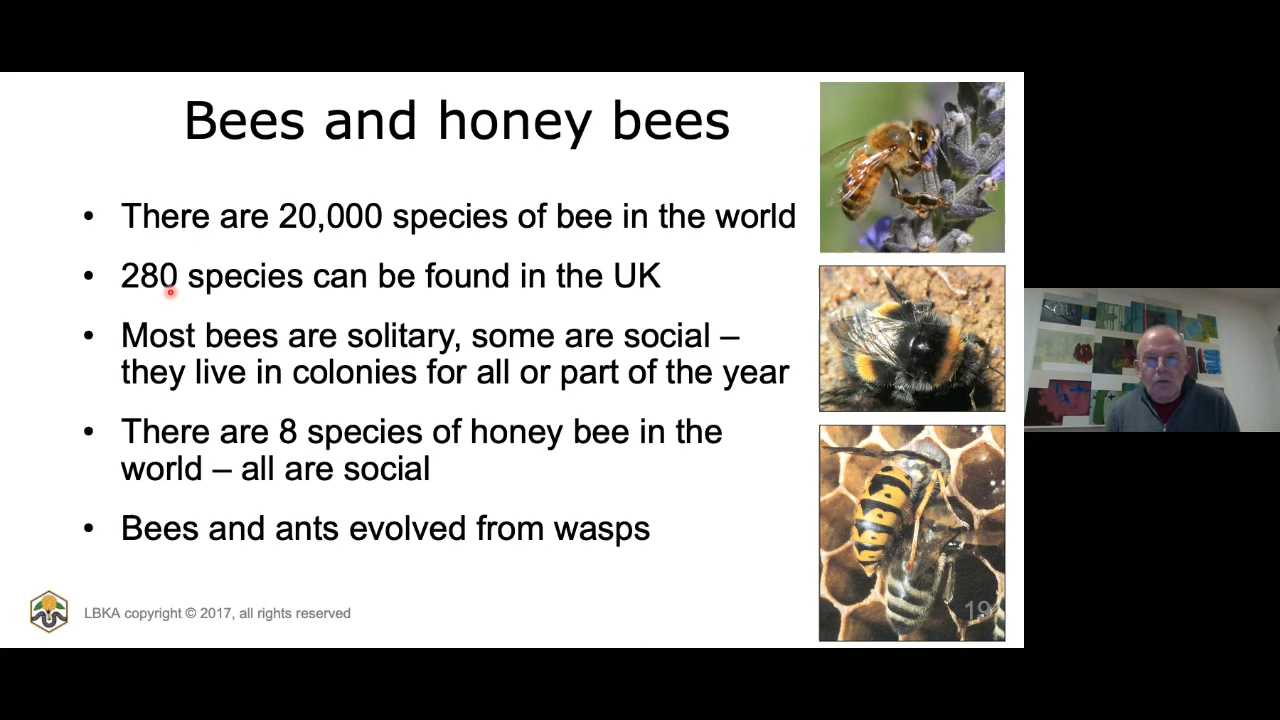 Bees and honey bees
• There are 20,000 species of bee in the world
• 280 species can be found in the UK
• Most bees are solitary, some are social –
they live in colonies for all or part of the year
• There are 8 species of honey bee in the
world – all are social
• Bees and ants evolved from wasps
LBKA copyright © 2017, all rights reserved
19